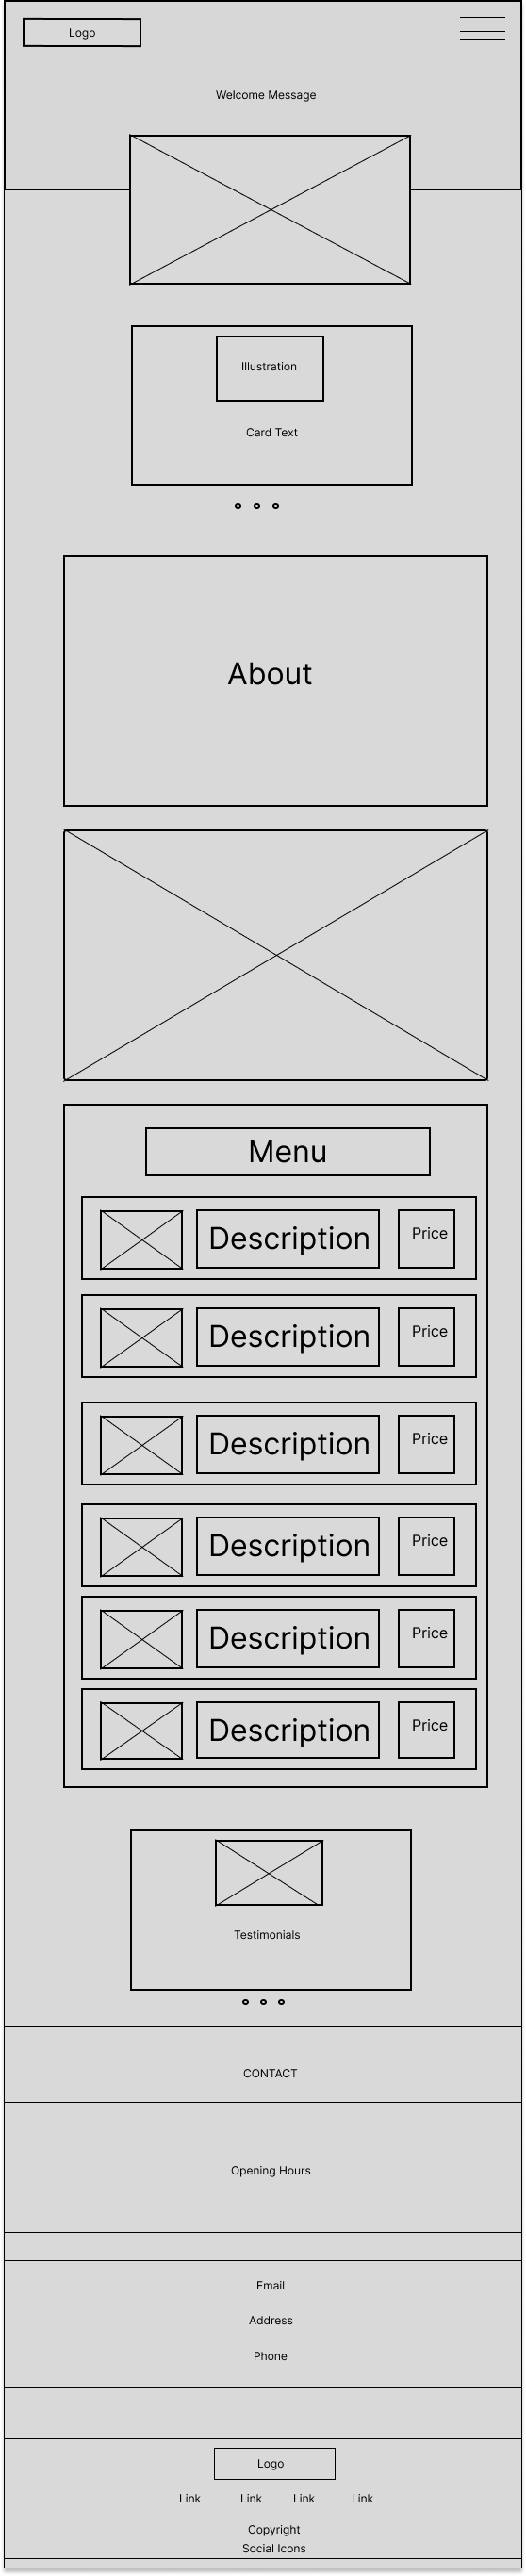 Logo
Welcome Message
Illustration
Card Text
About
Menu
Description Price
Description Price
Description Price
Description Price
Description Price
Description Price
Testimonials
CONTACT
Opening Hours
Email
Address
Phone
Logo
Link Link Link Link
Copyright
Social Icons